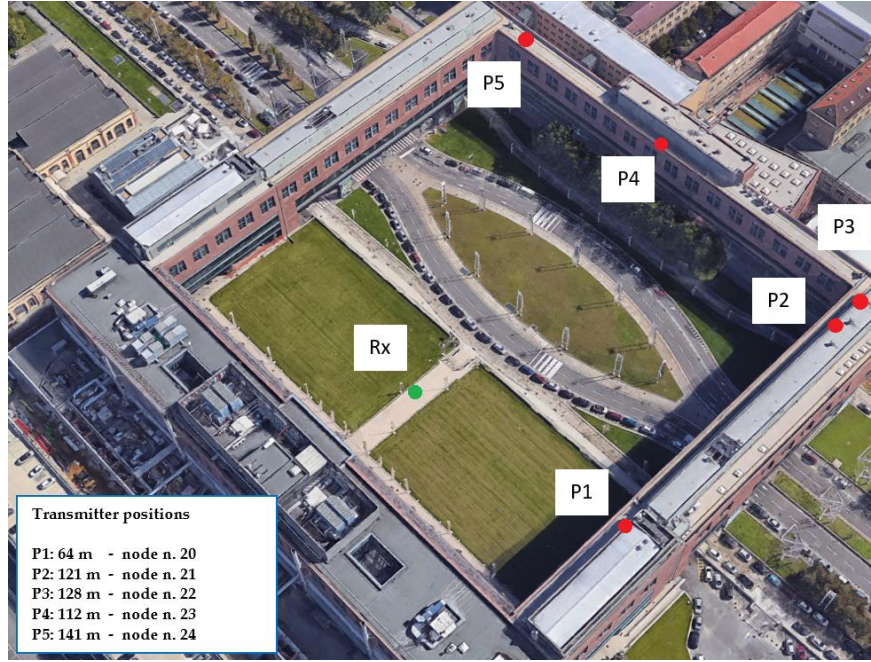 P5
P4
P3
P2
Rx
P1
Transmitter positions
P1: 64 m - node n. 20
P2: 121 m - node n. 21
P3: 128 m - node n. 22
P4: 112 m - node n. 23
P5: 141 m - node n. 24